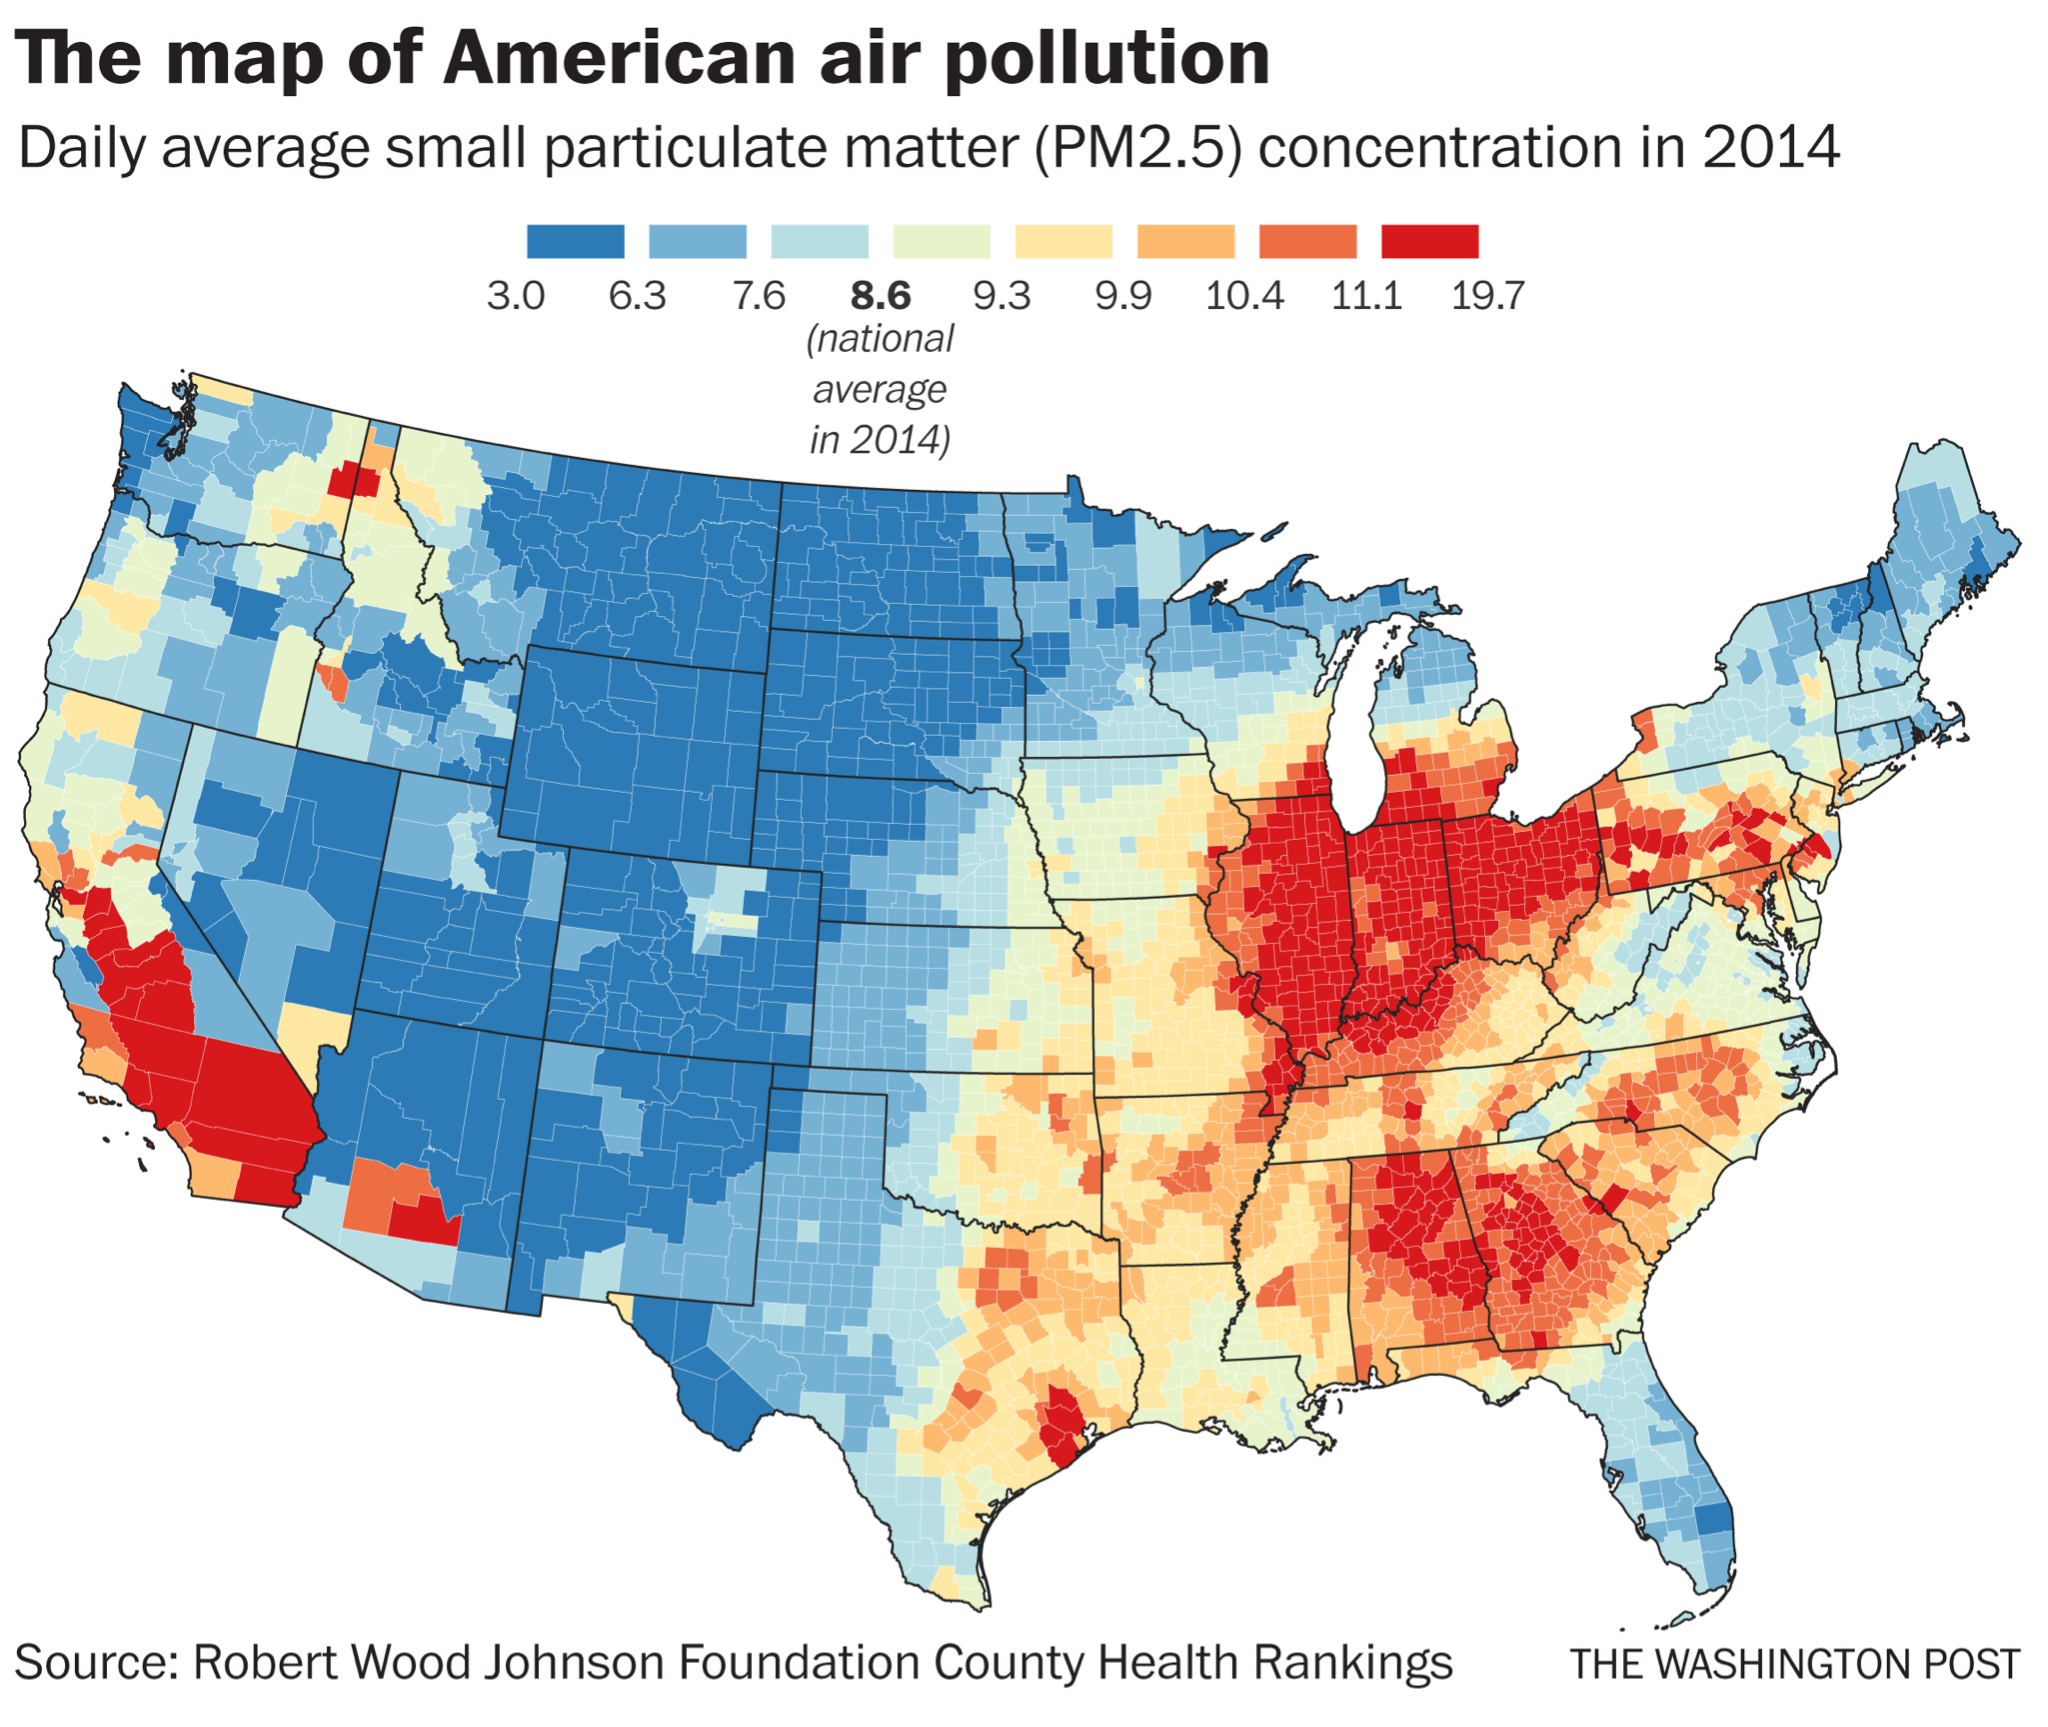 The map of American air pollution
Daily average small particulate matter (PM2.5) concentration in 2014
3.0 6.3 7.6 8.6 9.3 9.9 10.4 11.1 19.7
(national
average
in 2014)
Source: Robert Wood Johnson Foundation County Health Rankings THE WASHINGTON POST